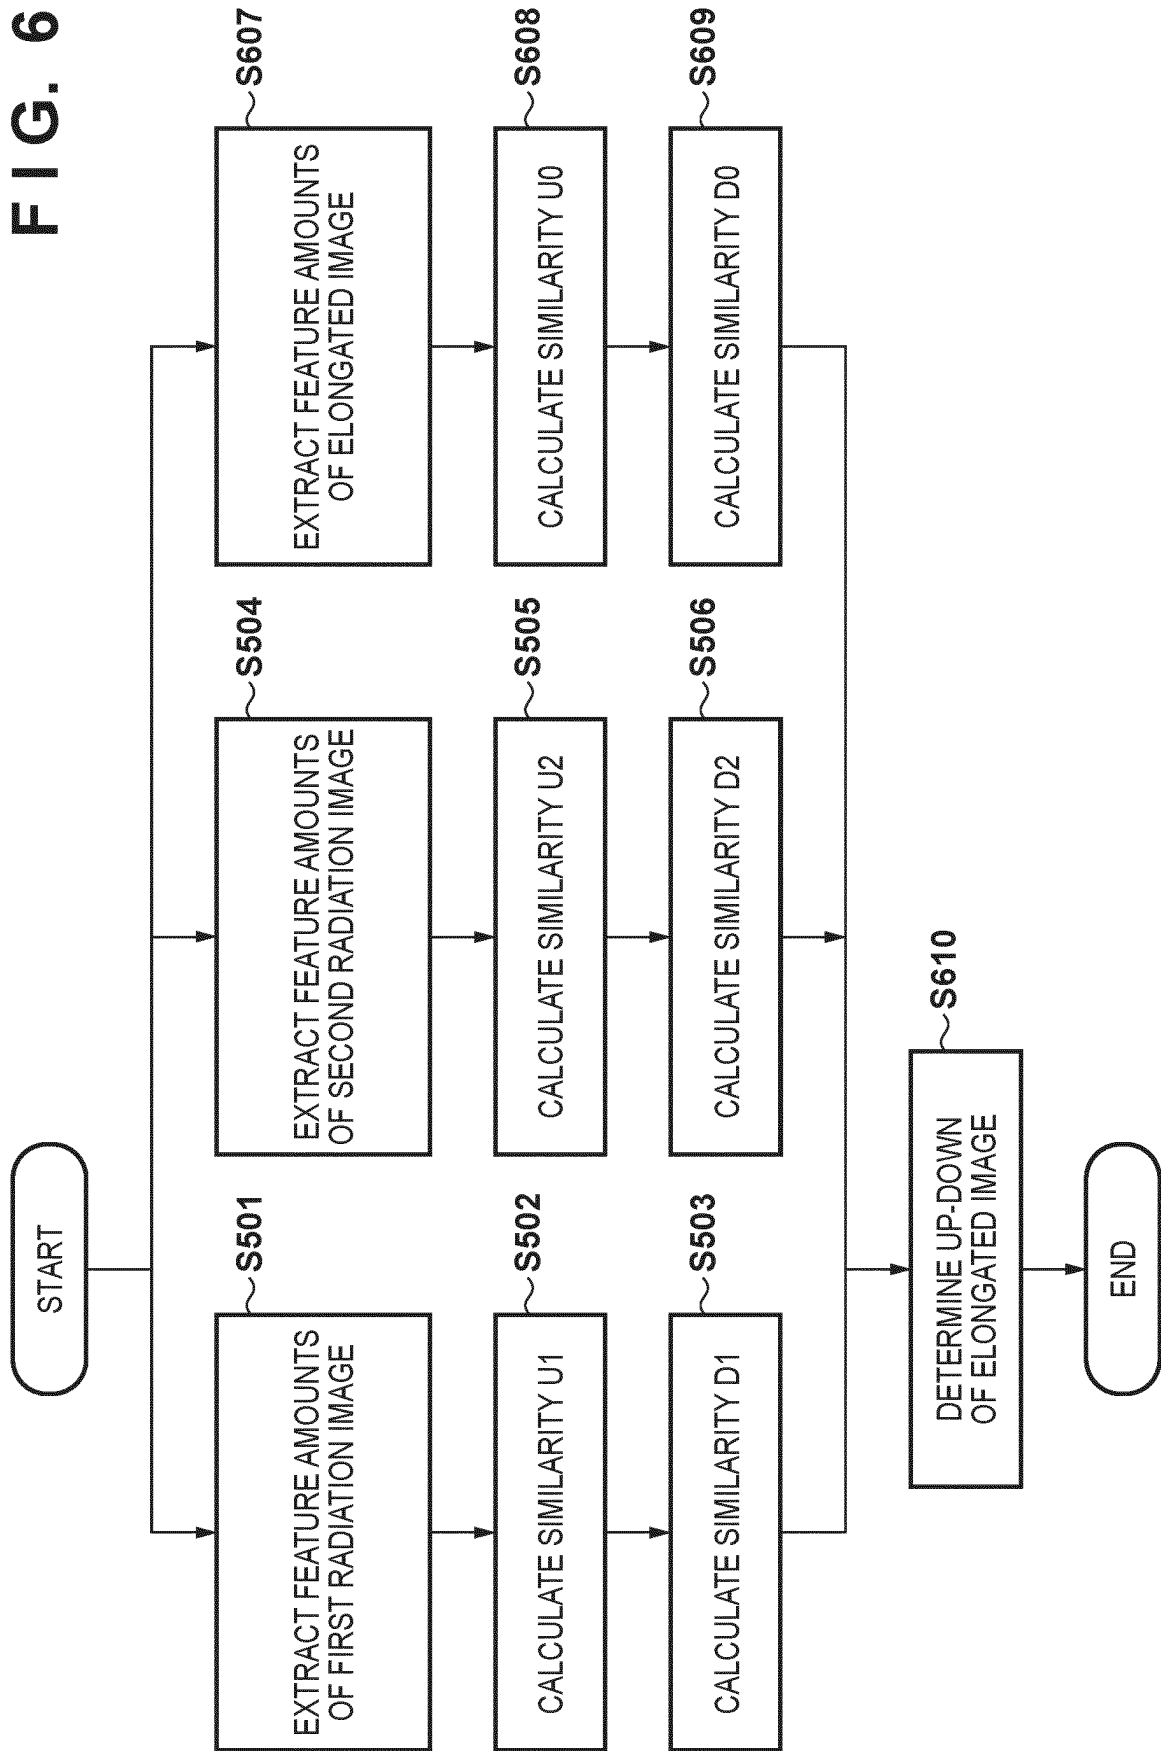 FIG. 6
START
S501
EXTRACT FEATURE AMOUNTS
OF FIRST RADIATION IMAGE
S502
CALCULATE SIMILARITY U1
S503
CALCULATE SIMILARITY D1
S504
EXTRACT FEATURE AMOUNTS
OF SECOND RADIATION IMAGE
S505
CALCULATE SIMILARITY U2
S506
CALCULATE SIMILARITY D2
S607
EXTRACT FEATURE AMOUNTS
OF ELONGATED IMAGE
S608
CALCULATE SIMILARITY U0
S609
CALCULATE SIMILARITY D0
S610
DETERMINE UP-DOWN
OF ELONGATED IMAGE
END